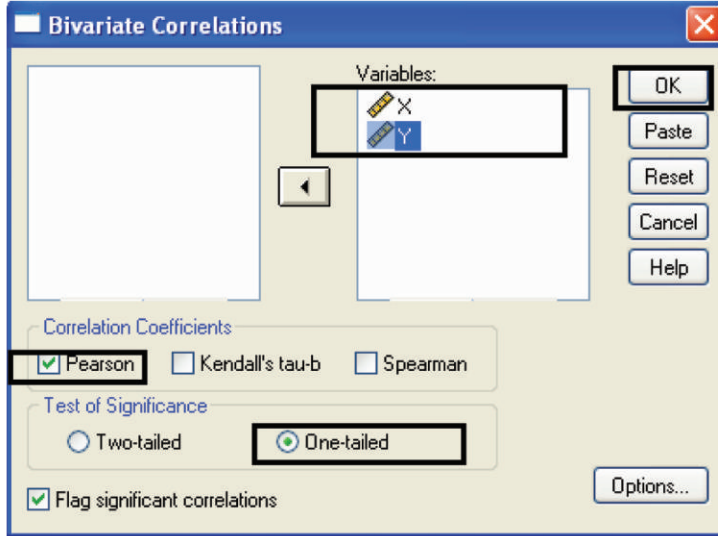 Bivariate Correlations
Variables:
X
Y
OK
Paste
Reset
Cancel
Help
Correlation Coefficients
Pearson Kendall's tau-b Spearman
Test of Significance
Two-tailed One-tailed
Flag significant correlations
Options...